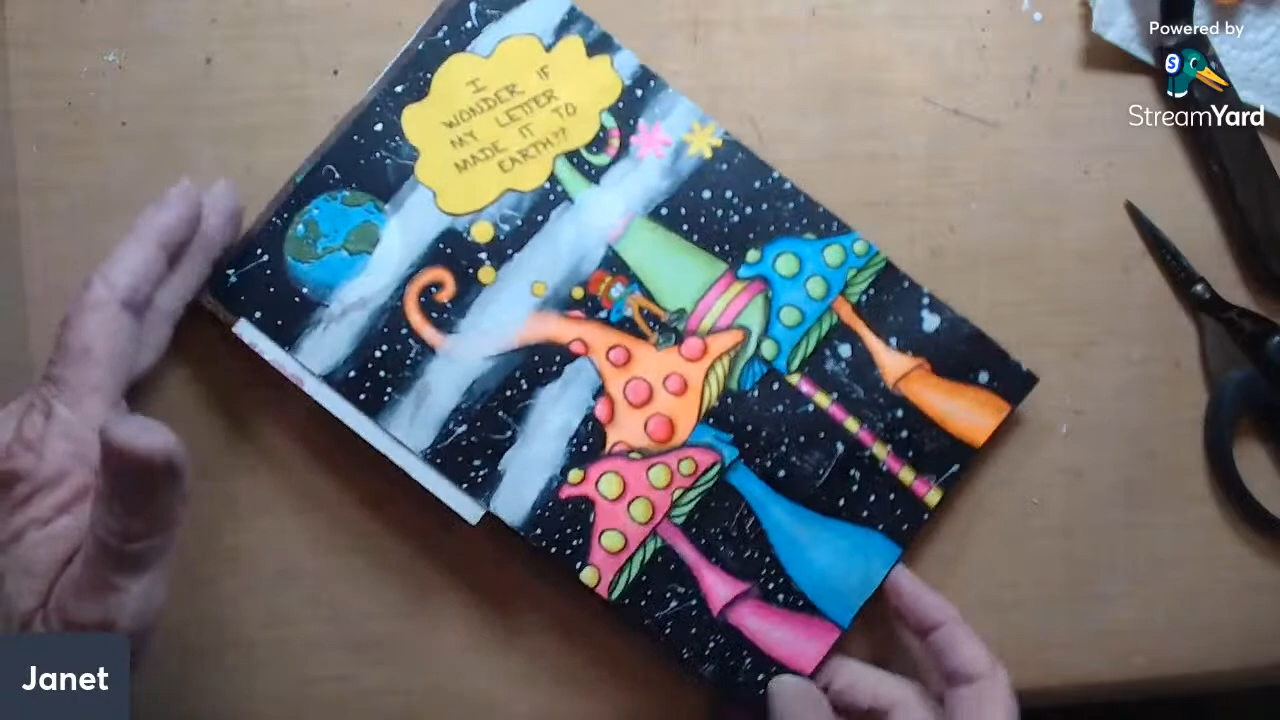 I
WONDER IF
MY LETTER
MADE IT TO
EARTH??
Powered by
S
StreamYard
Janet